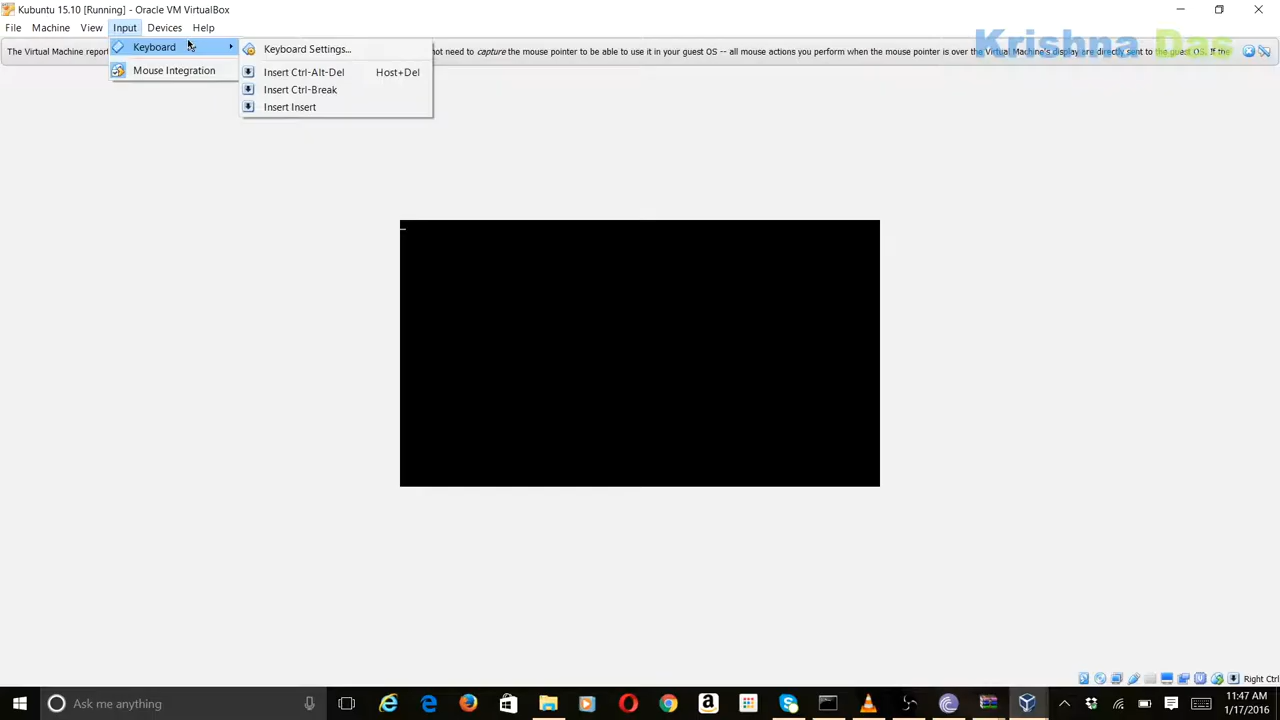 Kubuntu 15.10 [Running] - Oracle VM VirtualBox
File Machine View Input Devices Help
The Virtual Machine report
not need to capture the mouse pointer to be able to use it in your guest OS -- all mouse actions you perform when the mouse pointer is over the Virtual Machine's display are directly sent to the guest OS. If the
Krishna Das
Keyboard
Mouse Integration
Keyboard Settings...
Insert Ctrl-Alt-Del Host+Del
Insert Ctrl-Break
Insert Insert
Right Ctrl
Ask me anything
11:47 AM
1/17/2016